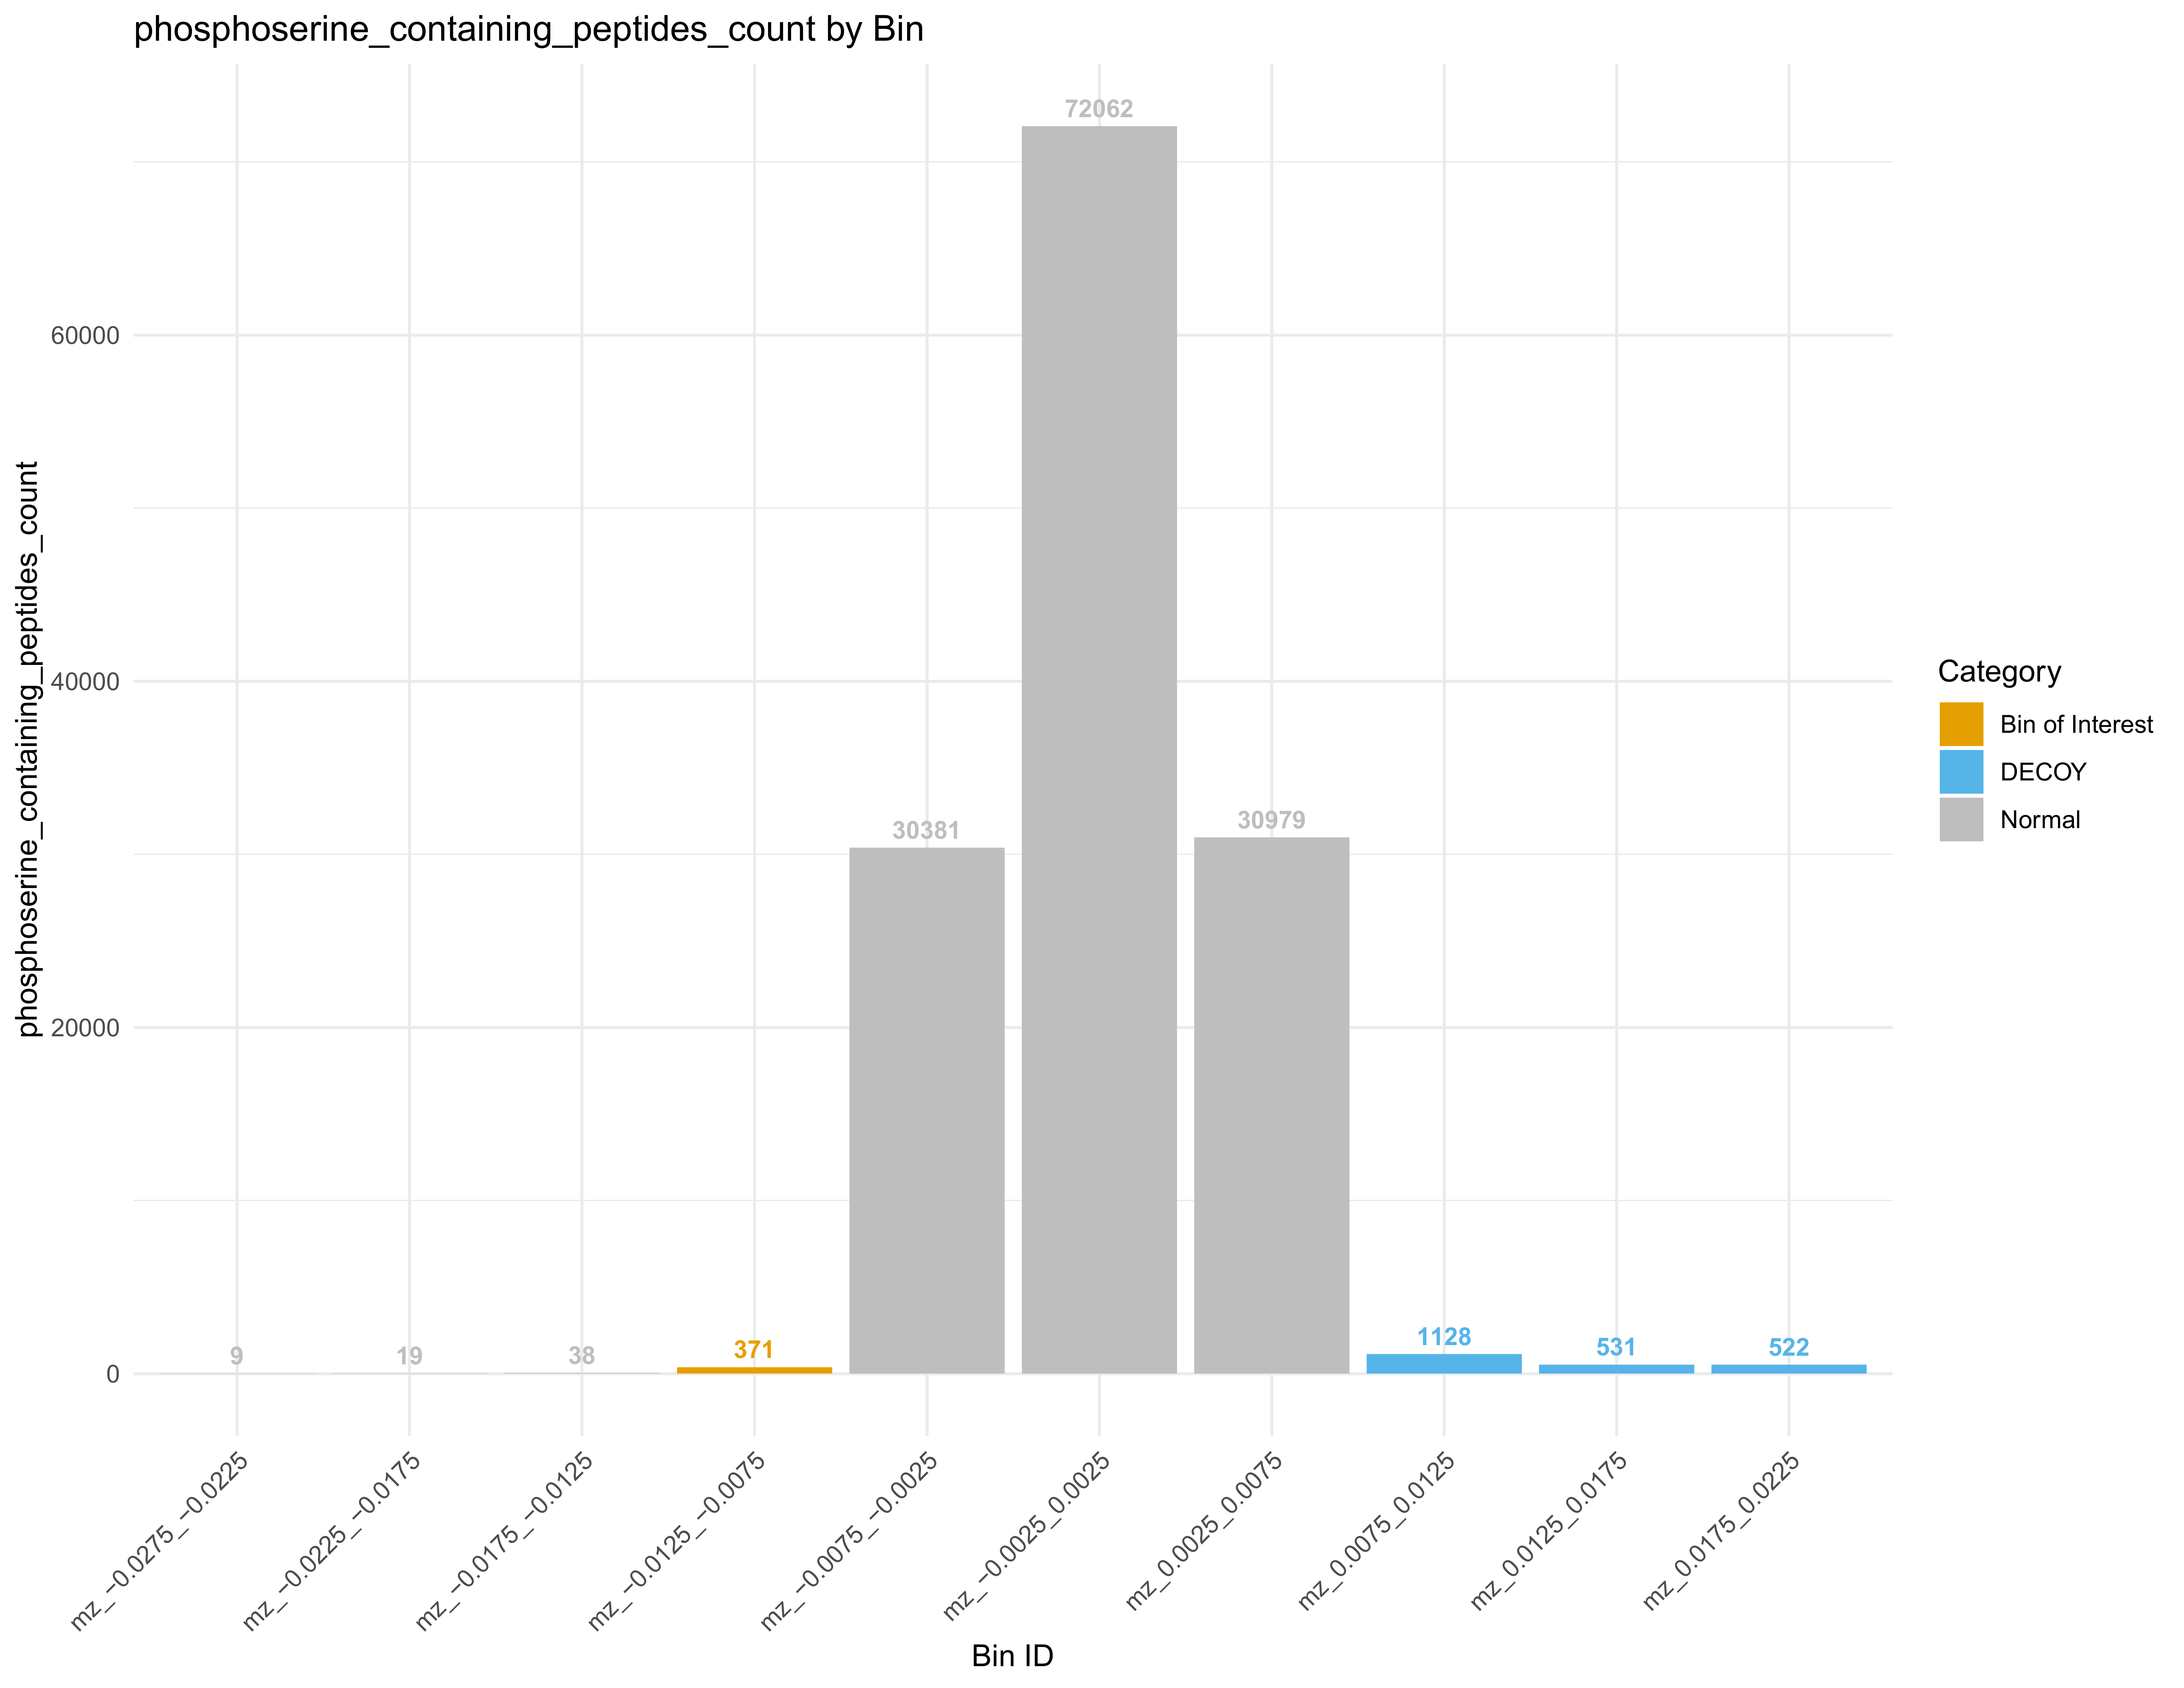 phosphoserine_containing_peptides_count by Bin
phosphoserine_containing_peptides_count
60000
40000
20000
0
9
19
38
371
30381
72062
30979
1128
531
522
mz_−0.0275_−0.0225
mz_−0.0225_−0.0175
mz_−0.0175_−0.0125
mz_−0.0125_−0.0075
mz_−0.0075_−0.0025
mz_−0.0025_0.0025
mz_0.0025_0.0075
mz_0.0075_0.0125
mz_0.0125_0.0175
mz_0.0175_0.0225
Bin ID
Category
Bin of Interest
DECOY
Normal